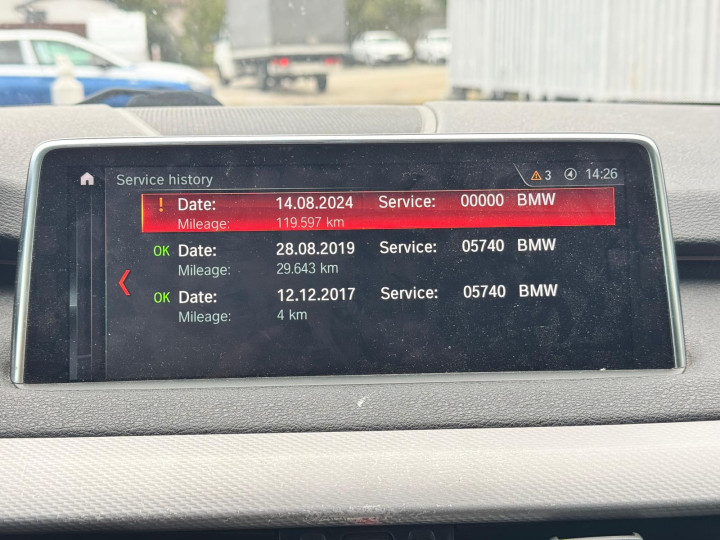 Service history 3 14:26
! Date: 14.08.2024 Service: 00000 BMW
Mileage: 119.597 km
OK Date: 28.08.2019 Service: 05740 BMW
Mileage: 29.643 km
OK Date: 12.12.2017 Service: 05740 BMW
Mileage: 4 km